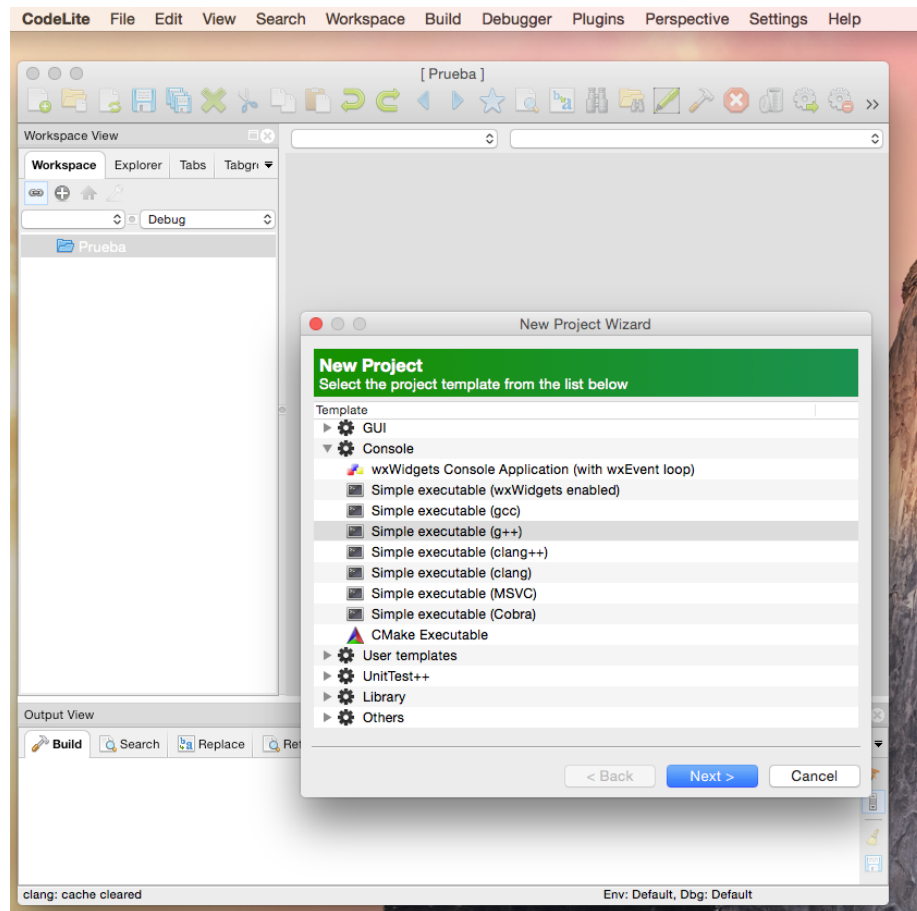 CodeLite File Edit View Search Workspace Build Debugger Plugins Perspective Settings Help
[ Prueba ]
Workspace View
Workspace Explorer Tabs
Debug
Prueba
New Project Wizard
New Project
Select the project template from the list below
Template
GUI
Console
wxWidgets Console Application (with wxEvent loop)
Simple executable (wxWidgets enabled)
Simple executable (gcc)
Simple executable (g++)
Simple executable (clang++)
Simple executable (clang)
Simple executable (MSVC)
Simple executable (Cobra)
CMake Executable
User templates
UnitTest++
Library
Others
< Back Next > Cancel
Output View
Build Search Replace
clang: cache cleared Env: Default, Dbg: Default